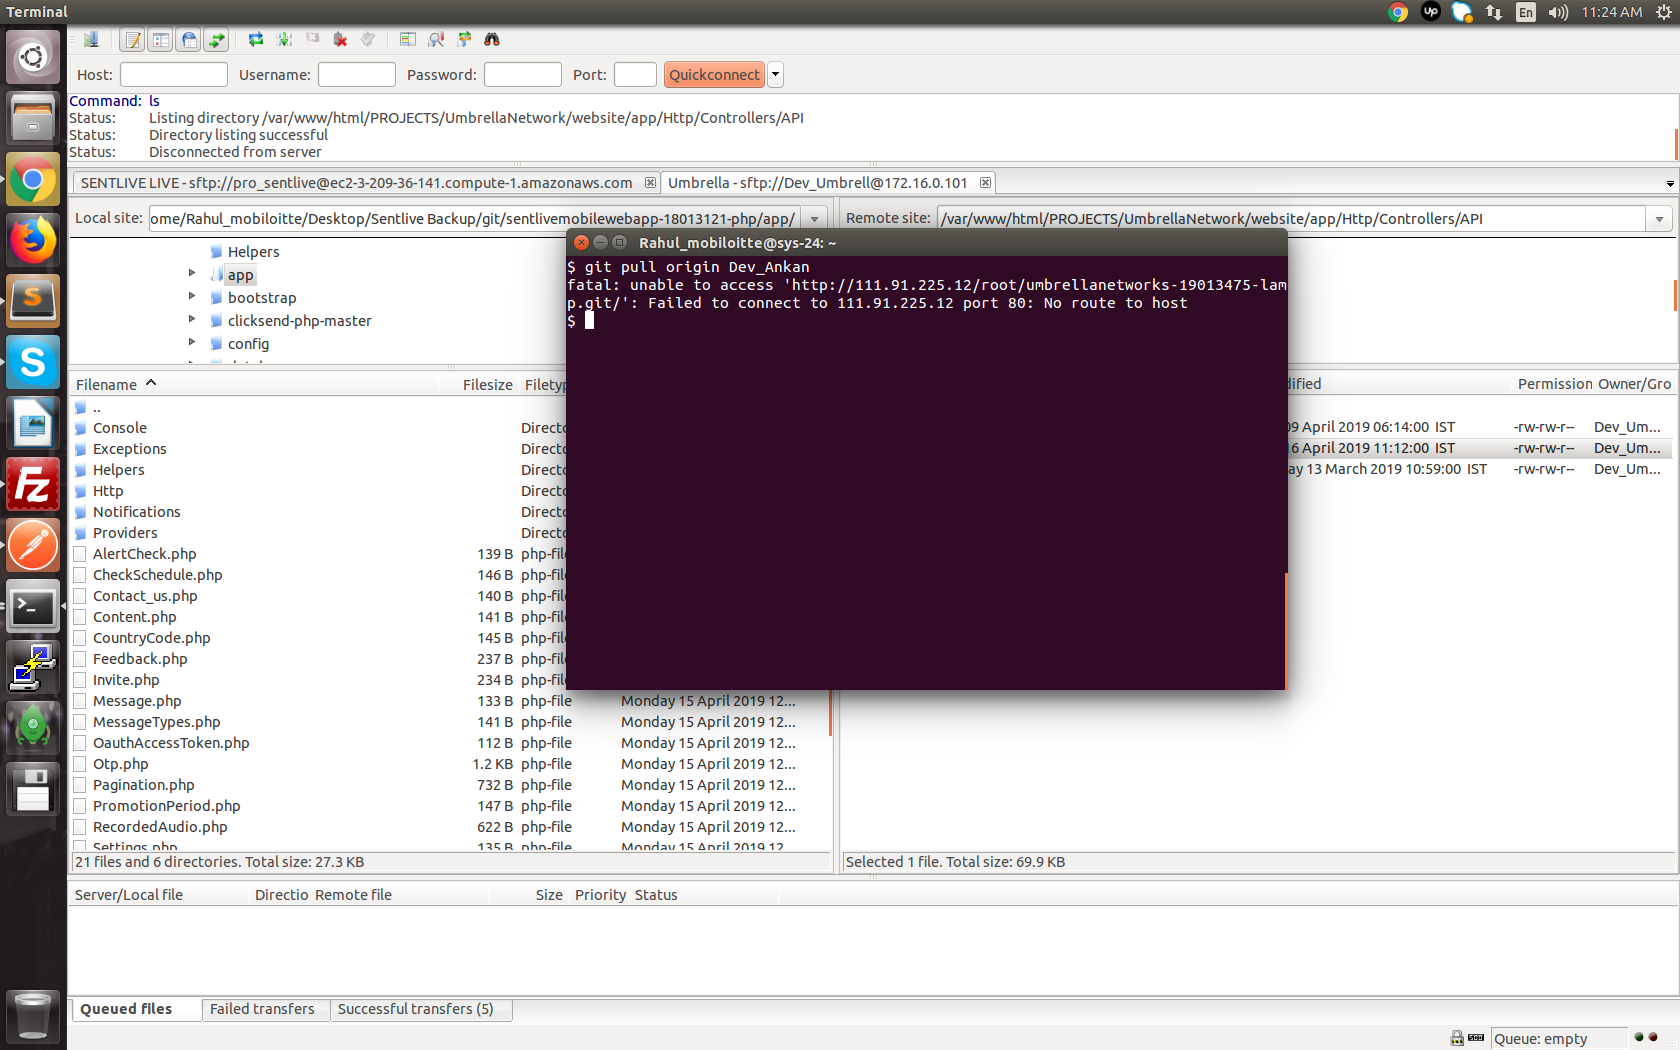 Terminal
En
11:24 AM
Host:
Username:
Password:
Port:
Quickconnect
Command: ls
Status: Listing directory /var/www/html/PROJECTS/UmbrellaNetwork/website/app/Http/Controllers/API
Status: Directory listing successful
Status: Disconnected from server
SENTLIVE LIVE - sftp://pro_sentlive@ec2-3-209-36-141.compute-1.amazonaws.com
Umbrella - sftp://Dev_Umbrell@172.16.0.101
Local site: ome/Rahul_mobiloitte/Desktop/Sentlive Backup/git/sentlivemobilewebapp-18013121-php/app/
Remote site: /var/www/html/PROJECTS/UmbrellaNetwork/website/app/Http/Controllers/API
Helpers
app
bootstrap
clicksend-php-master
config
Rahul_mobiloitte@sys-24: ~
$ git pull origin Dev_Ankan
fatal: unable to access 'http://111.91.225.12/root/umbrellanetworks-19013475-lam
p.git/': Failed to connect to 111.91.225.12 port 80: No route to host
$
Filename Filesize Filetyp
..
Console Directo
Exceptions Directo
Helpers Directo
Http Directo
Notifications Directo
Providers Directo
AlertCheck.php 139 B php-file
CheckSchedule.php 146 B php-file
Contact_us.php 140 B php-file
Content.php 141 B php-file
CountryCode.php 145 B php-file
Feedback.php 237 B php-file
Invite.php 234 B php-file
Message.php 133 B php-file Monday 15 April 2019 12...
MessageTypes.php 141 B php-file Monday 15 April 2019 12...
OauthAccessToken.php 112 B php-file Monday 15 April 2019 12...
Otp.php 1.2 KB php-file Monday 15 April 2019 12...
Pagination.php 732 B php-file Monday 15 April 2019 12...
PromotionPeriod.php 147 B php-file Monday 15 April 2019 12...
RecordedAudio.php 622 B php-file Monday 15 April 2019 12...
Settings.php 135 B php-file Monday 15 April 2019 12...
21 files and 6 directories. Total size: 27.3 KB
dified Permission Owner/Gro
09 April 2019 06:14:00 IST -rw-rw-r-- Dev_Um...
16 April 2019 11:12:00 IST -rw-rw-r-- Dev_Um...
ay 13 March 2019 10:59:00 IST -rw-rw-r-- Dev_Um...
Selected 1 file. Total size: 69.9 KB
Server/Local file Directio Remote file Size Priority Status
Queued files
Failed transfers
Successful transfers (5)
Queue: empty